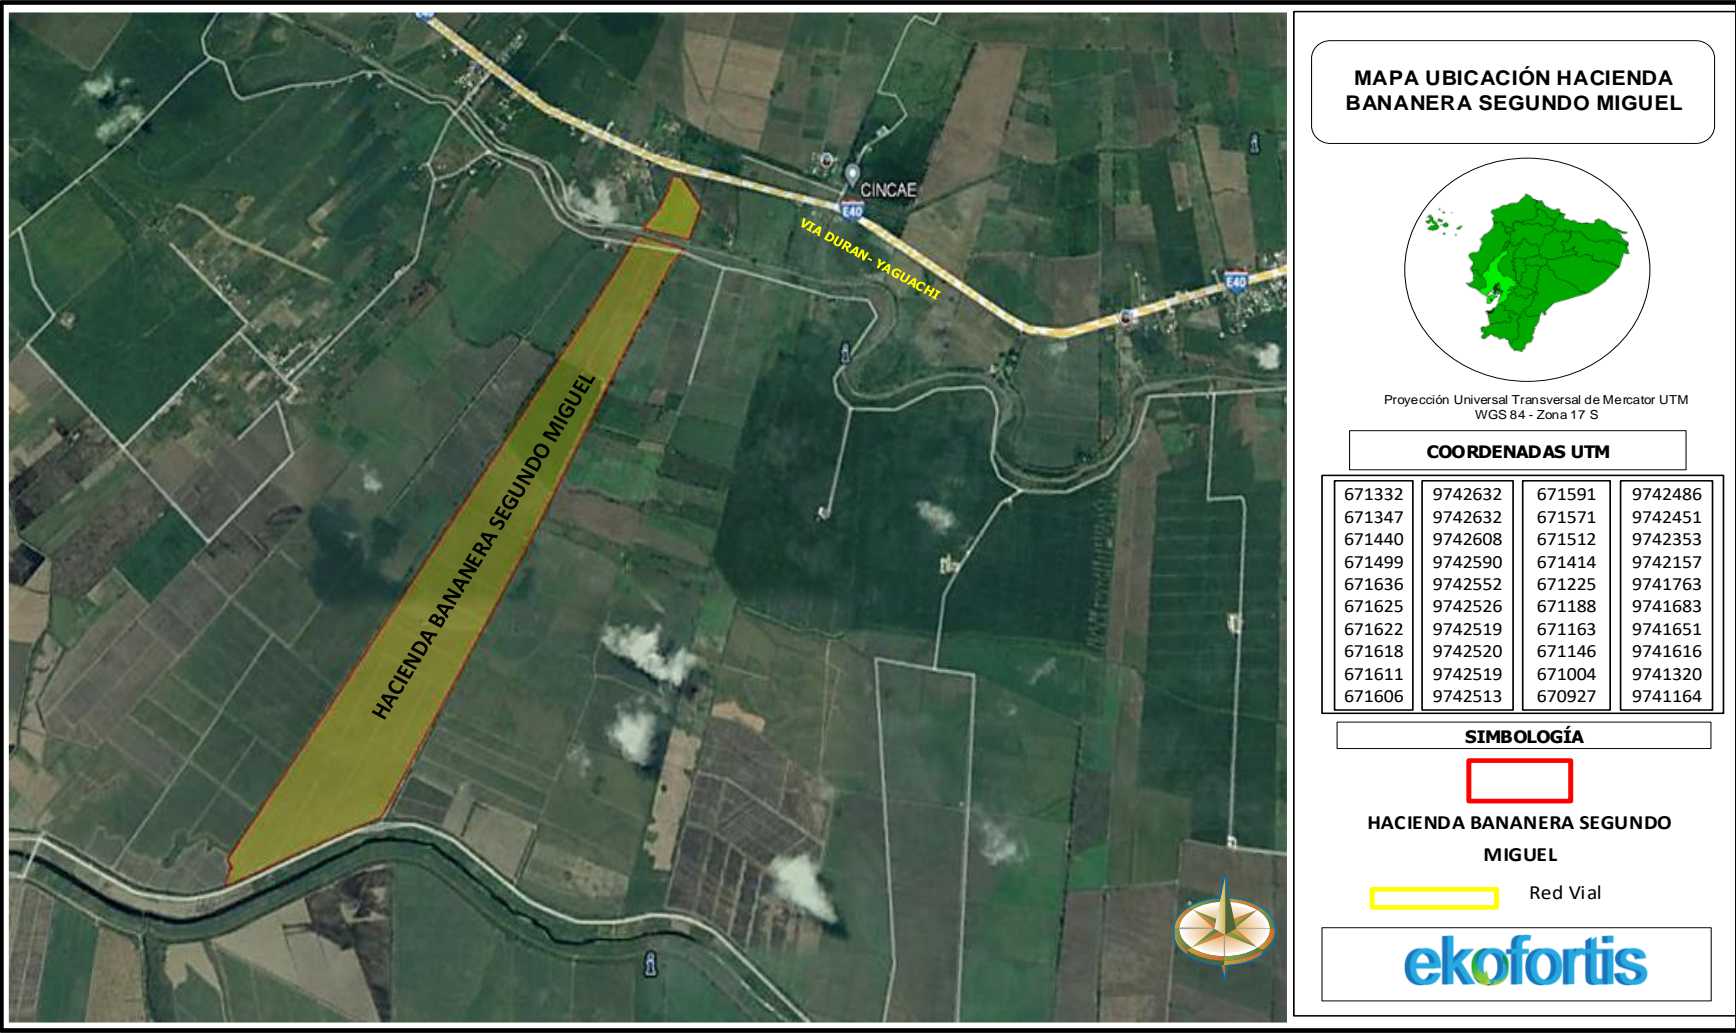 CINCAE
E40
E40
VIA DURAN- YAGUACHI
HACIENDA BANANERA SEGUNDO MIGUEL
MAPA UBICACIÓN HACIENDA
BANANERA SEGUNDO MIGUEL
Proyección Universal Transversal de Mercator UTM
WGS 84 - Zona 17 S
COORDENADAS UTM
671332 9742632 671591 9742486
671347 9742632 671571 9742451
671440 9742608 671512 9742353
671499 9742590 671414 9742157
671636 9742552 671225 9741763
671625 9742526 671188 9741683
671622 9742519 671163 9741651
671618 9742520 671146 9741616
671611 9742519 671004 9741320
671606 9742513 670927 9741164
SIMBOLOGÍA
HACIENDA BANANERA SEGUNDO
MIGUEL
Red Vial
ekofortis